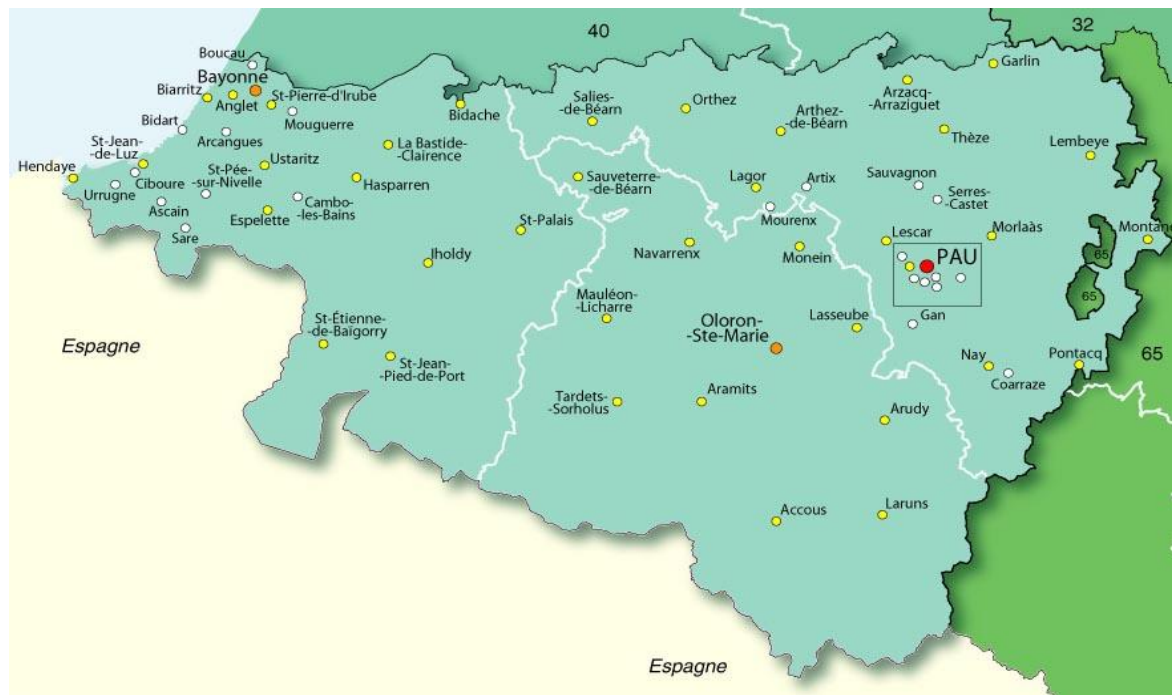 40
32
Boucau
Bayonne
Biarritz
Anglet
St-Pierre-d'Irube
Mouguerre
Bidart
Arcangues
Bidache
St-Jean-
-de-Luz
La Bastide-
-Clairence
Hendaye
Urrugne
Ciboure
Ascain
Sare
St-Pée-
-sur-Nivelle
Ustaritz
Hasparren
Cambo-
-les-Bains
Espelette
St-Palais
Iholdy
St-Étienne-
-de-Baïgorry
St-Jean-
-Pied-de-Port
Salies-
-de-Béarn
Orthez
Arthez-
-de-Béarn
Arzacq-
-Arraziguet
Garlin
Thèze
Lembeye
Sauveterre-
-de-Béarn
Lagor
Artix
Mourenx
Sauvagnon
Serres-
-Castet
Navarrenx
Monein
Lescar
Morlaàs
Montane
PAU
65
65
65
Mauléon-
-Licharre
Oloron-
-Ste-Marie
Lasseube
Gan
Nay
Coarraze
Pontacq
Tardets-
-Sorholus
Aramits
Arudy
Accous
Laruns
Espagne
Espagne